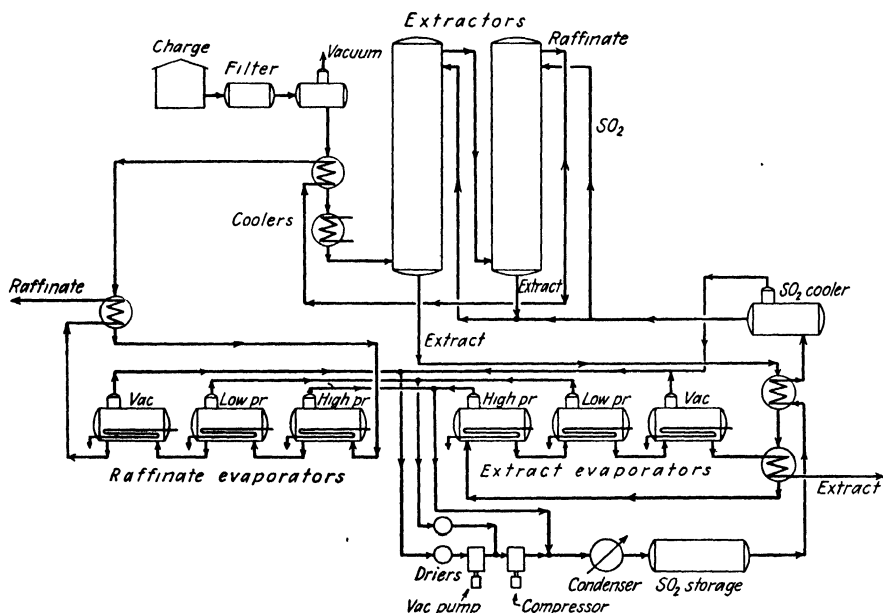 Extractors
Raffinate
Charge
Vacuum
Filter
SO2
Coolers
Raffinate
Extract
SO2 cooler
Extract
Vac
Low pr
High pr
High pr
Low pr
Vac
Raffinate evaporators
Extract evaporators
Extract
Driers
Vac pump
Compressor
Condenser
SO2 storage